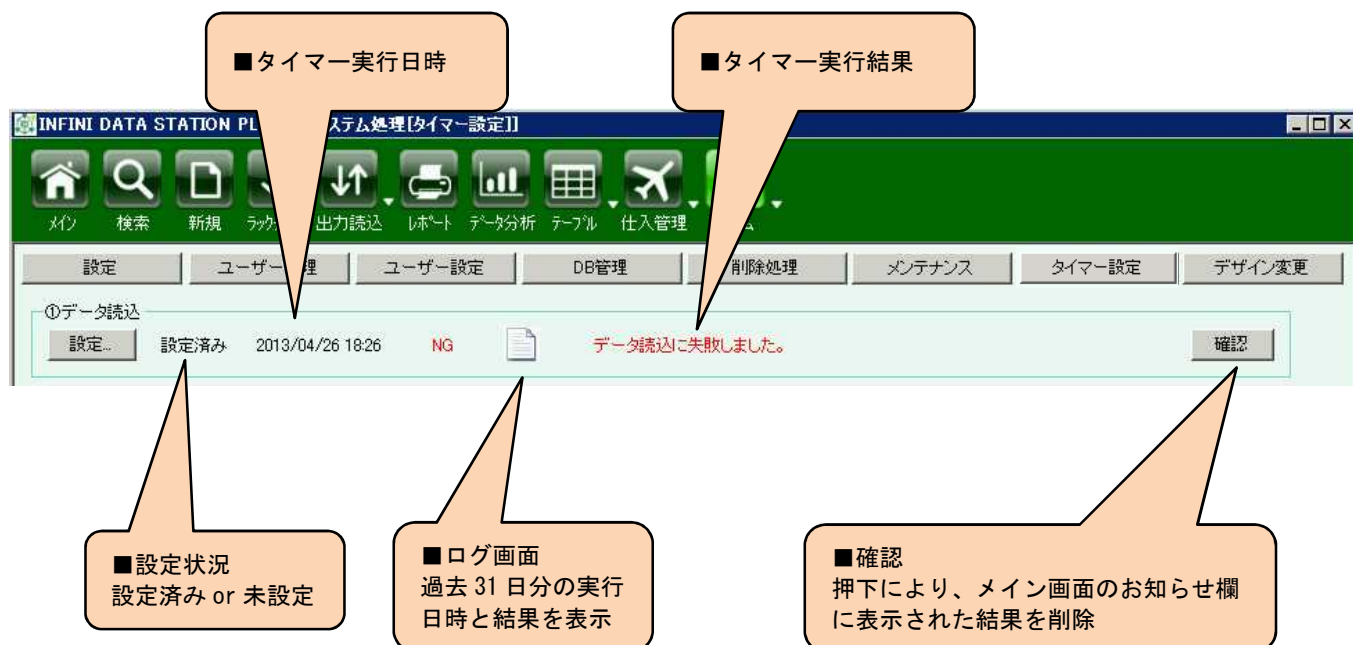 ■タイマー実行日時
■タイマー実行結果
INFINI DATA STATION PL ステム処理[タイマー設定]]
メイン 検索 新規 ラック 出力読込 レポート データ分析 テーブル 仕入管理 ム
設定 ユーザー 理 ユーザー設定 DB管理 削除処理 メンテナンス タイマー設定 デザイン変更
①データ読込
設定... 設定済み 2013/04/26 18:26 NG データ読込に失敗しました。 確認
■設定状況
設定済み or 未設定
■ログ画面
過去 31 日分の実行
日時と結果を表示
■確認
押下により、メイン画面のお知らせ欄
に表示された結果を削除